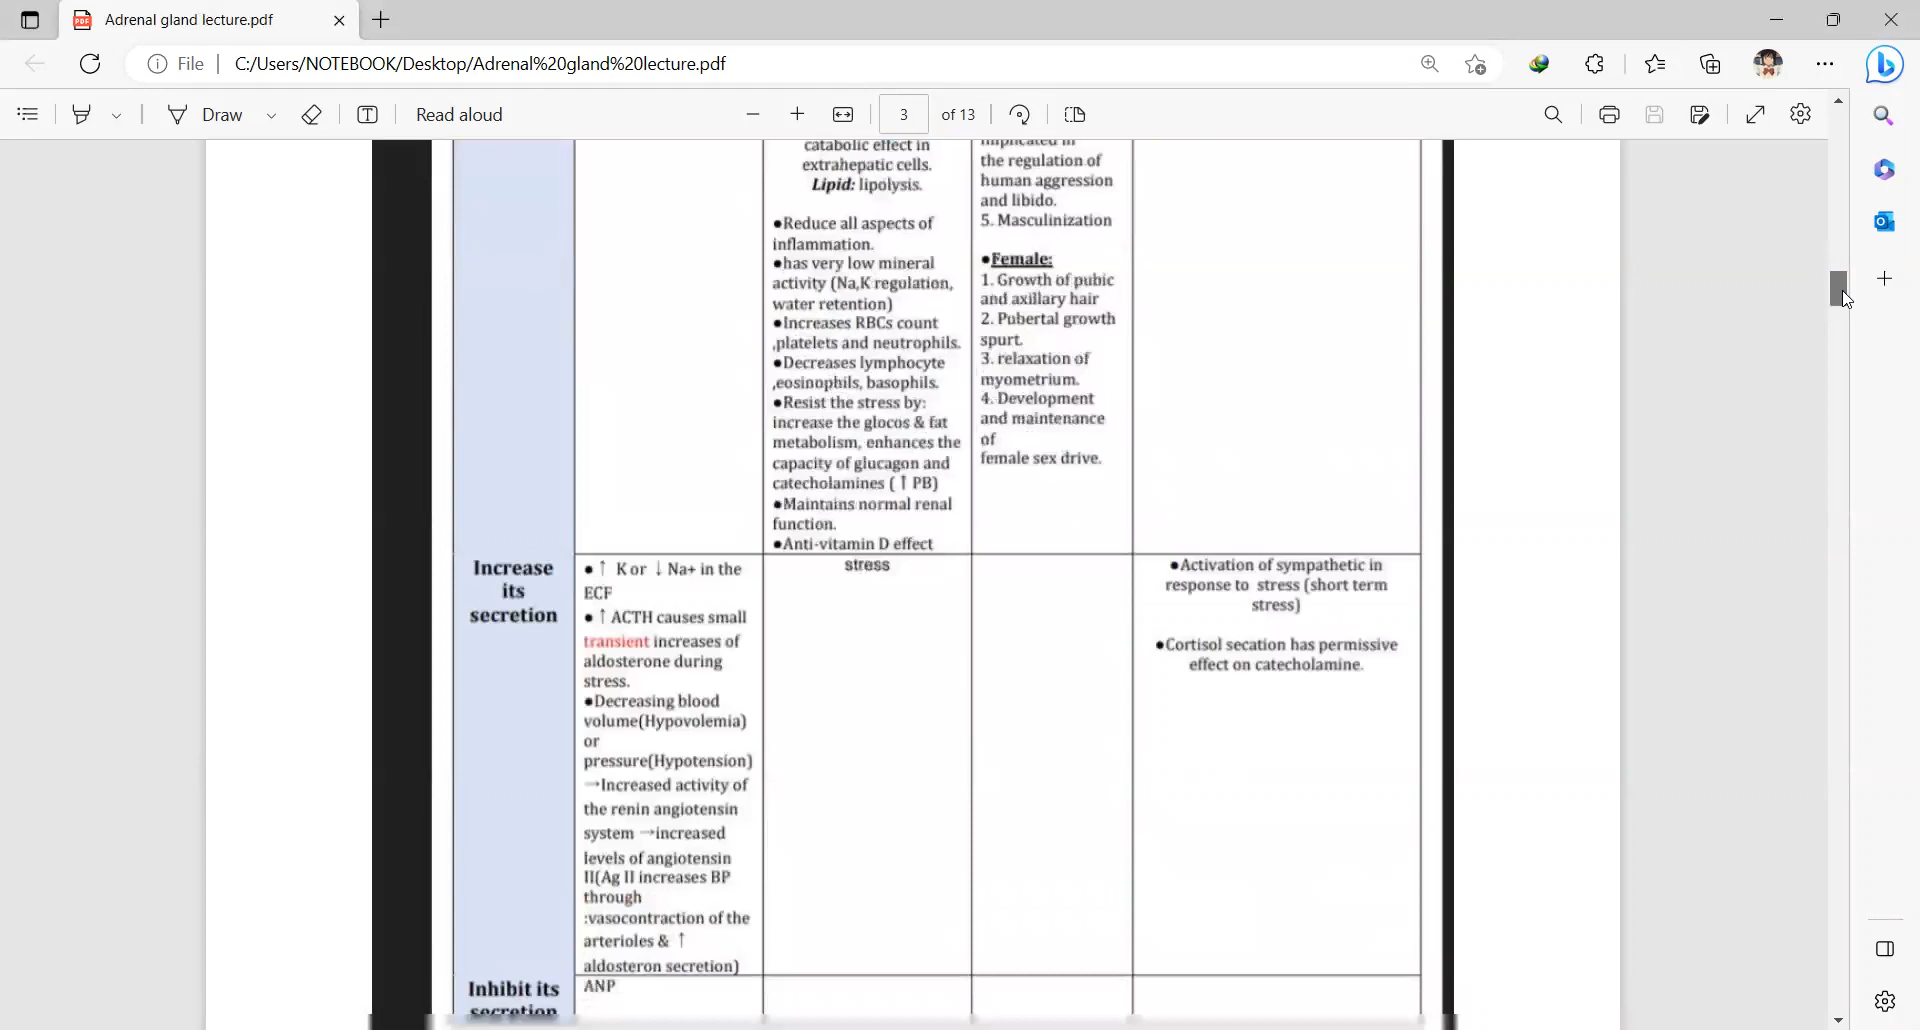 Adrenal gland lecture.pdf
File
C:/Users/NOTEBOOK/Desktop/Adrenal%20gland%20lecture.pdf
Draw
Read aloud
3
of 13
catabolic effect in
extrahepatic cells.
Lipid: lipolysis.
●Reduce all aspects of
inflammation.
●has very low mineral
activity (Na,K regulation,
water retention)
●Increases RBCs count
,platelets and neutrophils.
●Decreases lymphocyte
,eosinophils, basophils.
●Resist the stress by:
increase the glocos & fat
metabolism, enhances the
capacity of glucagon and
catecholamines (↑ PB)
●Maintains normal renal
function.
●Anti-vitamin D effect
implicated in
the regulation of
human aggression
and libido.
5. Masculinization
●Female:
1. Growth of pubic
and axillary hair
2. Pubertal growth
spurt.
3. relaxation of
myometrium.
4. Development
and maintenance
of
female sex drive.
Increase
its
secretion
● ↑ K or ↓ Na+ in the
ECF
● ↑ ACTH causes small
transient increases of
aldosterone during
stress.
●Decreasing blood
volume(Hypovolemia)
or
pressure(Hypotension)
→Increased activity of
the renin angiotensin
system →increased
levels of angiotensin
II(Ag II increases BP
through
:vasocontraction of the
arterioles & ↑
aldosteron secretion)
stress
●Activation of sympathetic in
response to stress (short term
stress)
●Cortisol secation has permissive
effect on catecholamine.
Inhibit its
secretion
ANP